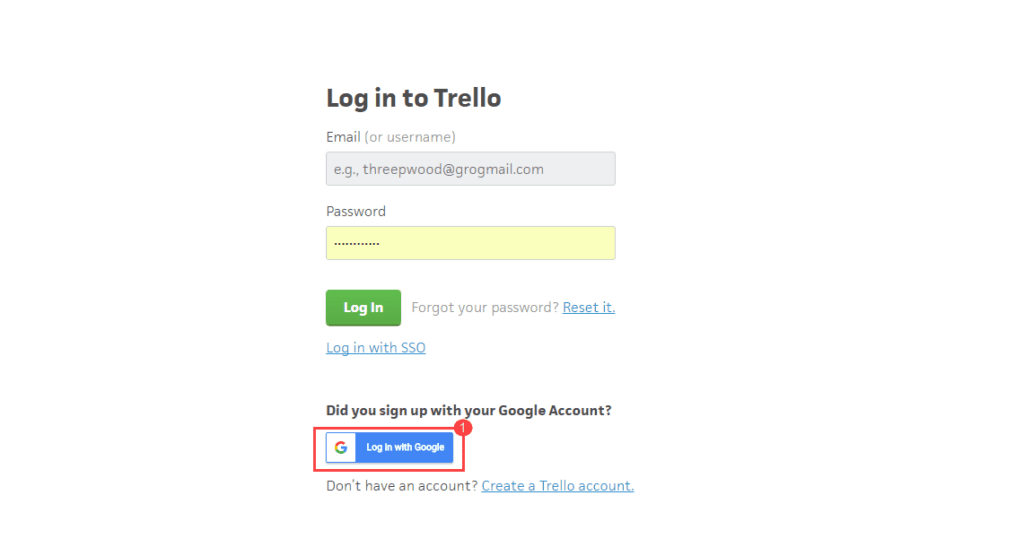 Log in to Trello
Email (or username)
e.g., threepwood@grogmail.com
Password
............
Log In Forgot your password? Reset it.
Log in with SSO
Did you sign up with your Google Account?
1
G Log in with Google
Don't have an account? Create a Trello account.